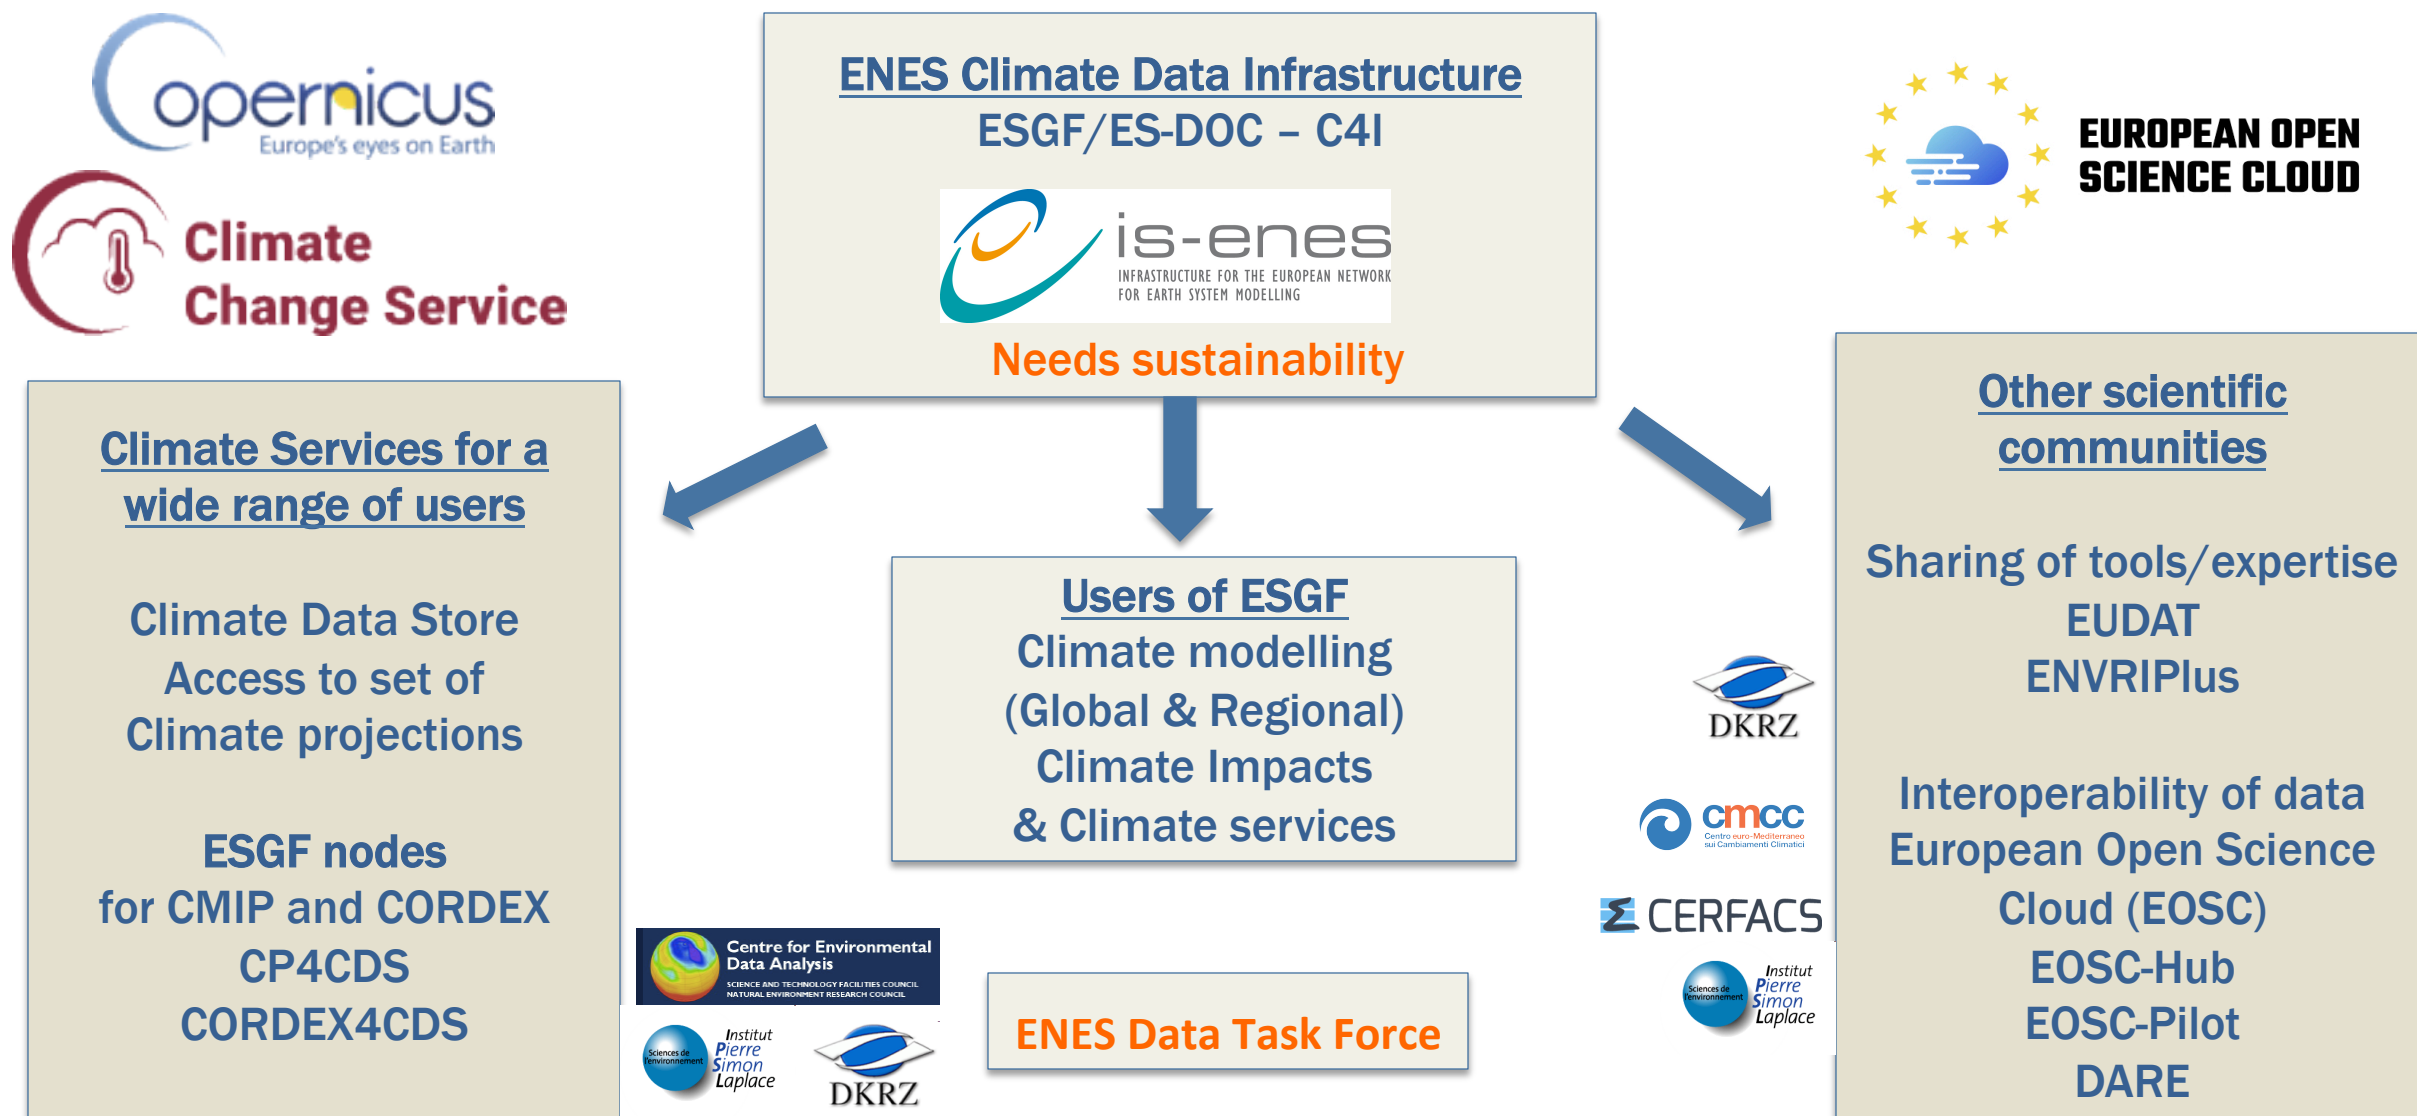 Copernicus
Europe's eyes on Earth
Climate
Change Service
ENES Climate Data Infrastructure
ESGF/ES-DOC – C4I
is-enes
INFRASTRUCTURE FOR THE EUROPEAN NETWORK
FOR EARTH SYSTEM MODELLING
Needs sustainability
EUROPEAN OPEN
SCIENCE CLOUD
Climate Services for a
wide range of users
Climate Data Store
Access to set of
Climate projections
ESGF nodes
for CMIP and CORDEX
CP4CDS
CORDEX4CDS
Users of ESGF
Climate modelling
(Global & Regional)
Climate Impacts
& Climate services
Other scientific
communities
Sharing of tools/expertise
EUDAT
ENVRIPlus
Interoperability of data
European Open Science
Cloud (EOSC)
EOSC-Hub
EOSC-Pilot
DARE
DKRZ
cmcc
Centro euro-Mediterraneo
sui Cambiamenti Climatici
CERFACS
Sciences de
l'environnement
Institut
Pierre
Simon
Laplace
Centre for Environmental
Data Analysis
SCIENCE AND TECHNOLOGY FACILITIES COUNCIL
NATURAL ENVIRONMENT RESEARCH COUNCIL
Sciences de
l'environnement
Institut
Pierre
Simon
Laplace
DKRZ
ENES Data Task Force